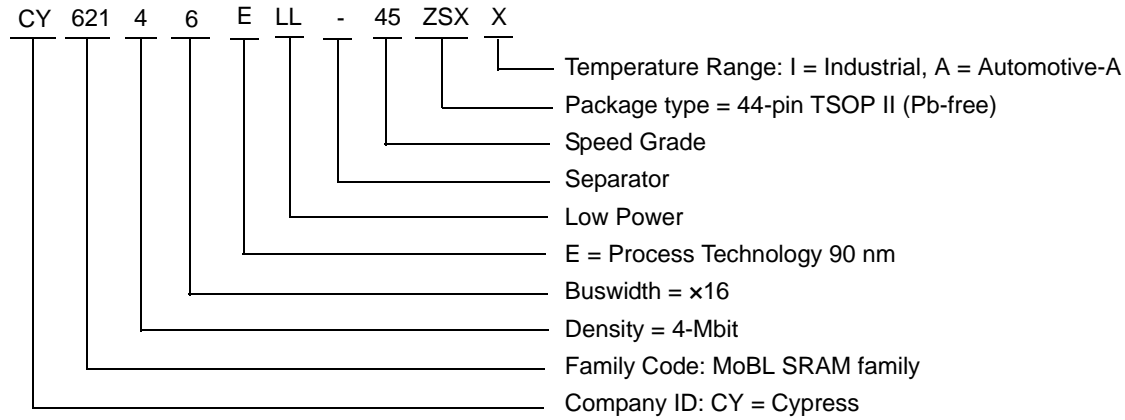 CY 621 4 6 E LL - 45 ZSX X
Temperature Range: I = Industrial, A = Automotive-A
Package type = 44-pin TSOP II (Pb-free)
Speed Grade
Separator
Low Power
E = Process Technology 90 nm
Buswidth = ×16
Density = 4-Mbit
Family Code: MoBL SRAM family
Company ID: CY = Cypress